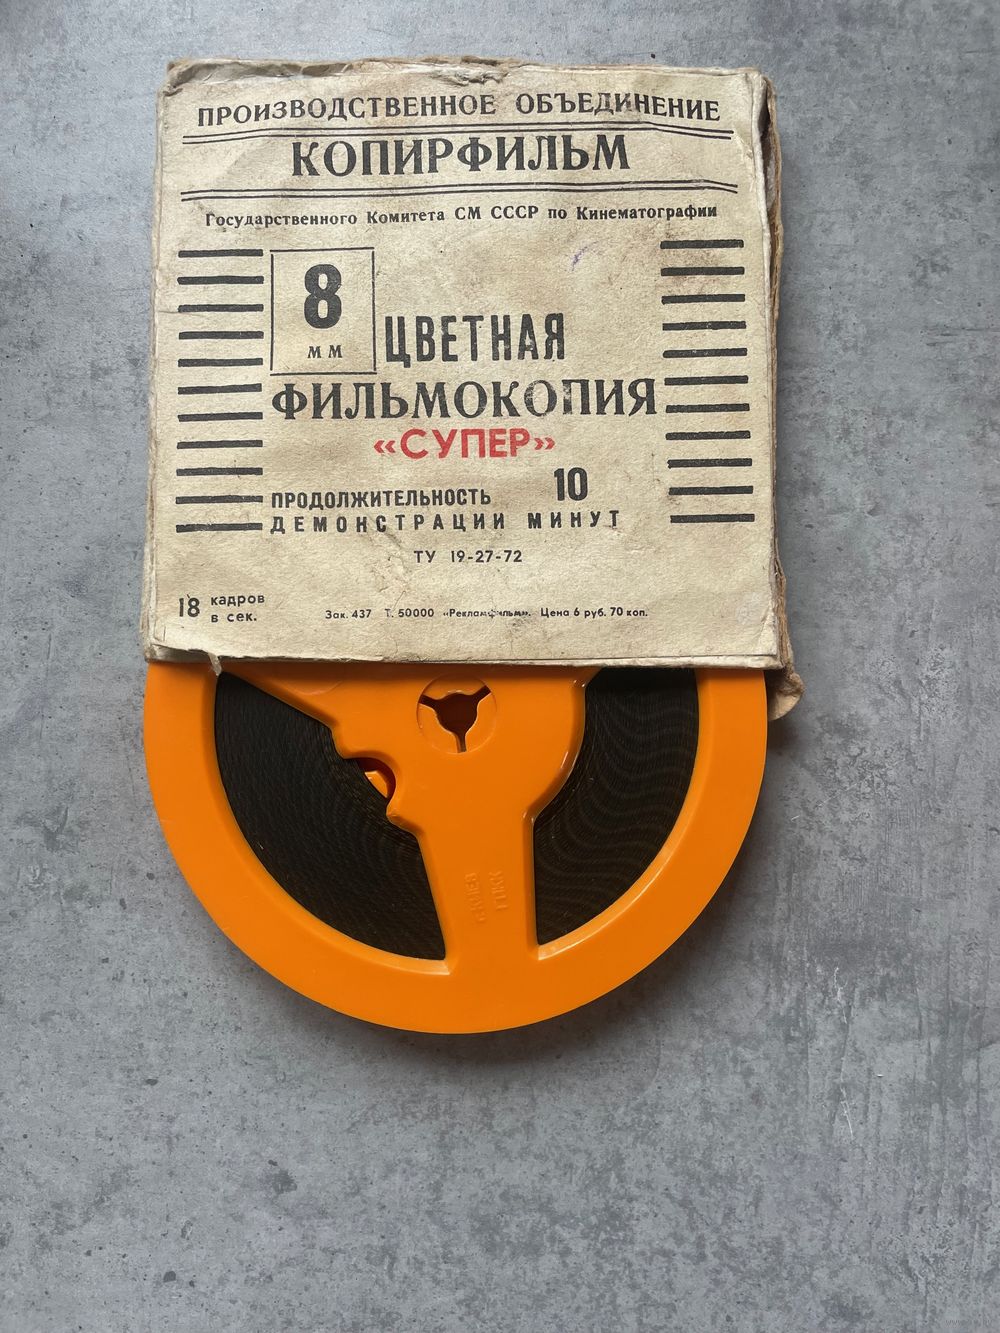 ПРОИЗВОДСТВЕННОЕ ОБЪЕДИНЕНИЕ
КОПИРФИЛЬМ
Государственного Комитета СМ СССР по Кинематографии
8
мм
ЦВЕТНАЯ
ФИЛЬМОКОПИЯ
«СУПЕР»
ПРОДОЛЖИТЕЛЬНОСТЬ 10
ДЕМОНСТРАЦИИ МИНУТ
ТУ 19-27-72
18 кадров
в сек.
Зак. 437 Т. 50000 «Рекламфильм». Цена 6 руб. 70 коп.